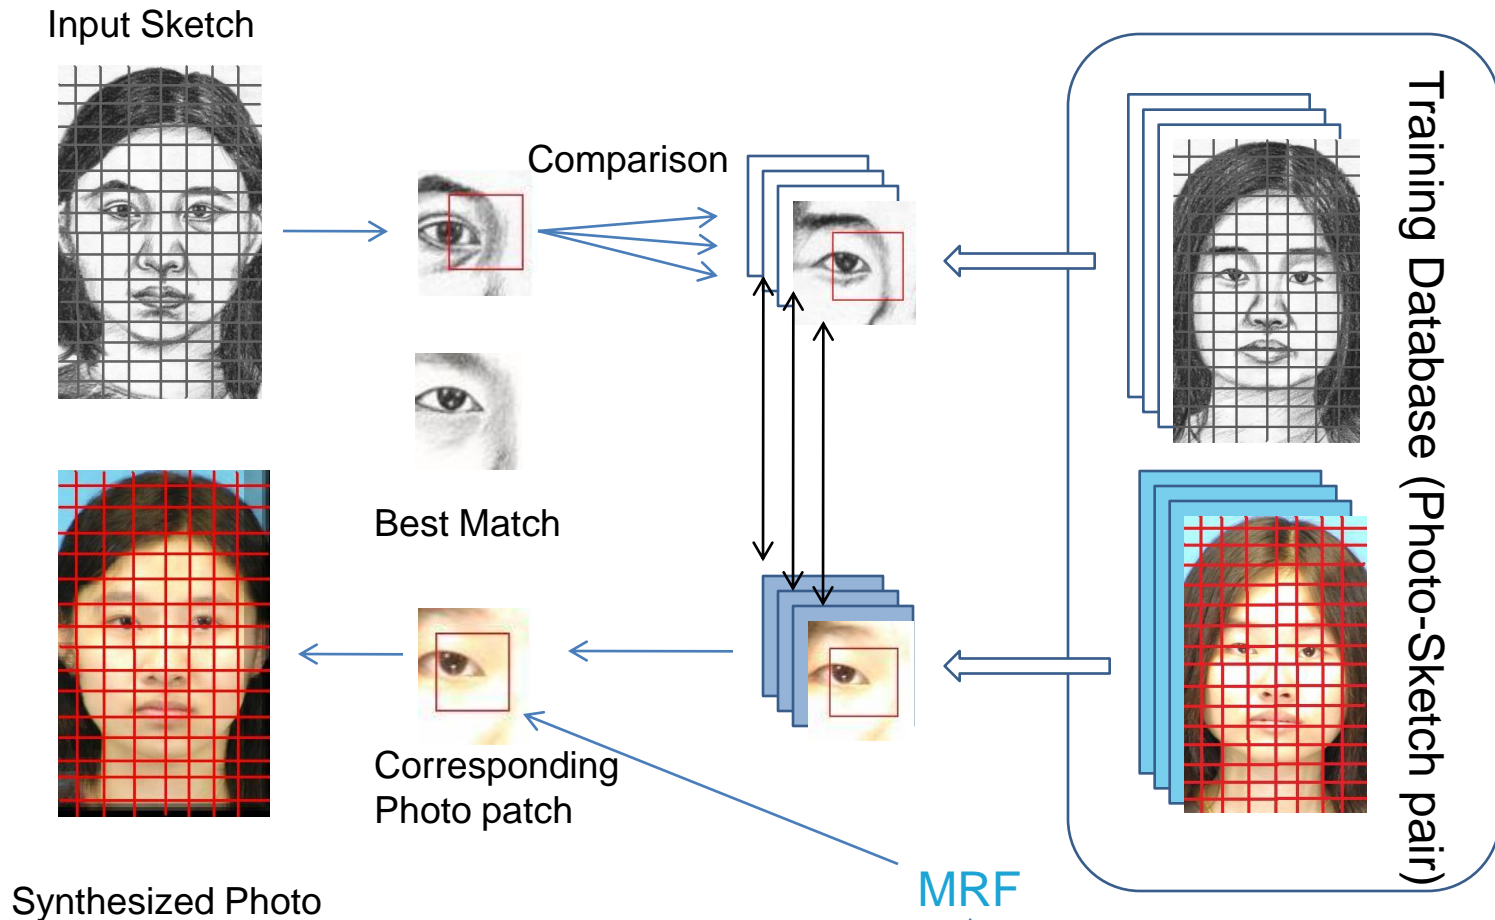 Input Sketch
Comparison
Training Database (Photo-Sketch pair)
Best Match
Corresponding
Photo patch
MRF
Synthesized Photo